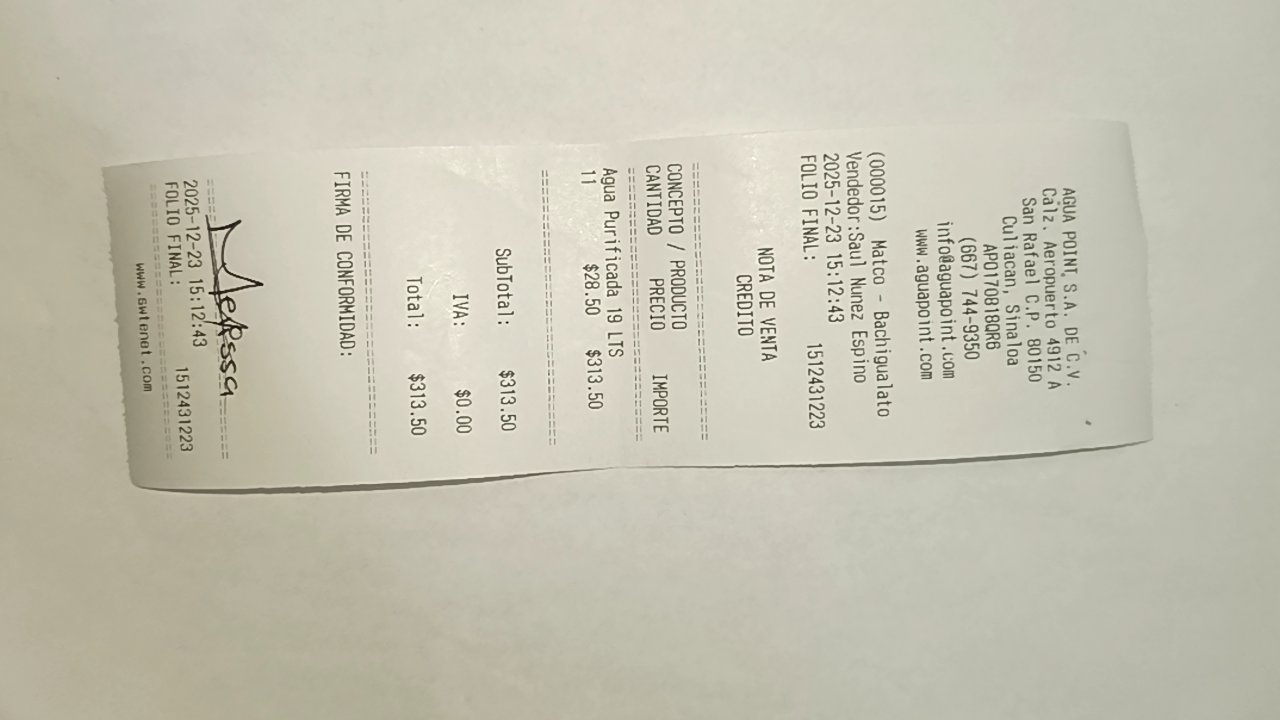 AGUA POINT, S.A. DE C.V.
Calz. Aeropuerto 4912 A
San Rafael C.P. 80150
Culiacan, Sinaloa
APO170818QR6
(667) 744-9350
info@aguapoint.com
www.aguapoint.com
(000015) Matco - Bachigualato
Vendedor:Saul Nunez Espino
2025-12-23 15:12:43
FOLIO FINAL: 1512431223
NOTA DE VENTA
CREDITO
CONCEPTO / PRODUCTO
CANTIDAD PRECIO IMPORTE
Agua Purificada 19 LTS
11 $28.50 $313.50
SubTotal: $313.50
IVA: $0.00
Total: $313.50
FIRMA DE CONFORMIDAD:
2025-12-23 15:12:43
FOLIO FINAL: 1512431223
www.swtenet.com